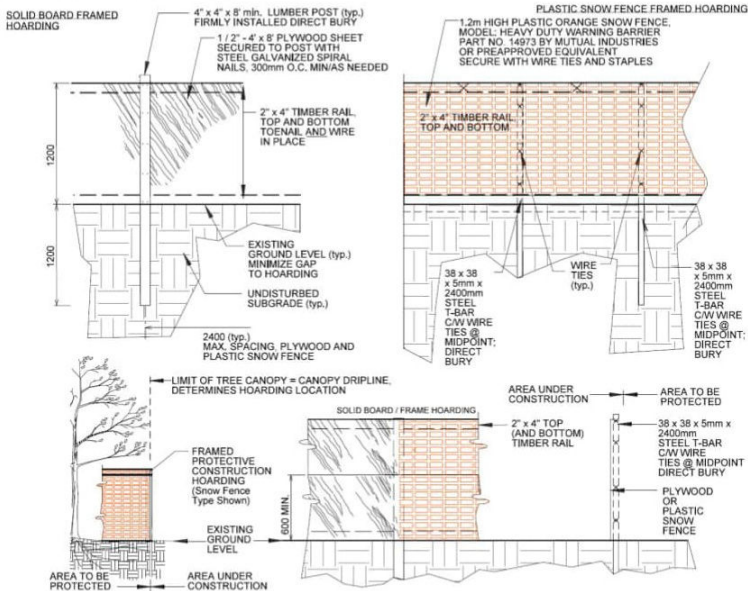 SOLID BOARD FRAMED
HOARDING
4" x 4" x 8' min. LUMBER POST (typ.)
FIRMLY INSTALLED DIRECT BURY
1 / 2" - 4' x 8' PLYWOOD SHEET
SECURED TO POST WITH
STEEL GALVANIZED SPIRAL
NAILS, 300mm O.C. MIN/AS NEEDED
2" x 4" TIMBER RAIL,
TOP AND BOTTOM
TOENAIL AND WIRE
IN PLACE
1200
1200
EXISTING
GROUND LEVEL (typ.)
MINIMIZE GAP
TO HOARDING
UNDISTURBED
SUBGRADE (typ.)
2400 (typ.)
MAX. SPACING, PLYWOOD AND
PLASTIC SNOW FENCE
PLASTIC SNOW FENCE FRAMED HOARDING
1.2m HIGH PLASTIC ORANGE SNOW FENCE,
MODEL: HEAVY DUTY WARNING BARRIER
PART NO. 14973 BY MUTUAL INDUSTRIES
OR PREAPPROVED EQUIVALENT
SECURE WITH WIRE TIES AND STAPLES
2" x 4" TIMBER RAIL,
TOP AND BOTTOM
38 x 38
x 5mm x
2400mm
STEEL
T-BAR
C/W WIRE
TIES @
MIDPOINT;
DIRECT
BURY
WIRE
TIES
(typ.)
38 x 38
x 5mm x
2400mm
STEEL
T-BAR
C/W WIRE
TIES @
MIDPOINT;
DIRECT
BURY
LIMIT OF TREE CANOPY = CANOPY DRIPLINE,
DETERMINES HOARDING LOCATION
FRAMED
PROTECTIVE
CONSTRUCTION
HOARDING
(Snow Fence
Type Shown)
EXISTING
GROUND
LEVEL
AREA TO BE
PROTECTED
AREA UNDER
CONSTRUCTION
SOLID BOARD / FRAME HOARDING
600 MIN.
2" x 4" TOP
(AND BOTTOM)
TIMBER RAIL
AREA UNDER
CONSTRUCTION
AREA TO BE
PROTECTED
38 x 38 x 5mm x
2400mm
STEEL T-BAR
C/W WIRE
TIES @ MIDPOINT
DIRECT BURY
PLYWOOD
OR
PLASTIC
SNOW
FENCE